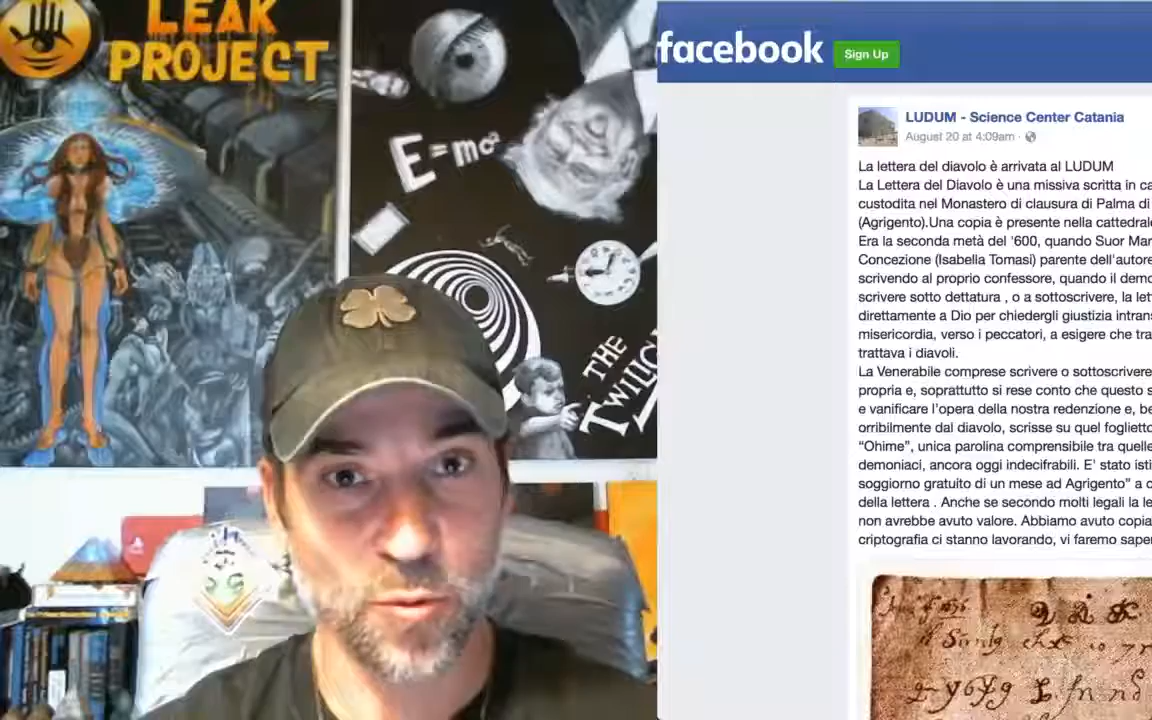 LEAK
PROJECT
E=mc²
THE
TWILIG
facebook
Sign Up
LUDUM - Science Center Catania
August 20 at 4:09am ·
La lettera del diavolo è arrivata al LUDUM
La Lettera del Diavolo è una missiva scritta in ca
custodita nel Monastero di clausura di Palma di
(Agrigento).Una copia è presente nella cattedrale
Era la seconda metà del '600, quando Suor Mar
Concezione (Isabella Tomasi) parente dell'autore
scrivendo al proprio confessore, quando il demo
scrivere sotto dettatura , o a sottoscrivere, la let
direttamente a Dio per chiedergli giustizia intrans
misericordia, verso i peccatori, a esigere che tra
trattava i diavoli.
La Venerabile comprese scrivere o sottoscrivere
propria e, soprattutto si rese conto che questo s
e vanificare l'opera della nostra redenzione e, be
orribilmente dal diavolo, scrisse su quel foglietto
“Ohime”, unica parolina comprensibile tra quelle
demoniaci, ancora oggi indecifrabili. E' stato isti
soggiorno gratuito di un mese ad Agrigento” a c
della lettera . Anche se secondo molti legali la le
non avrebbe avuto valore. Abbiamo avuto copia
criptografia ci stanno lavorando, vi faremo saper